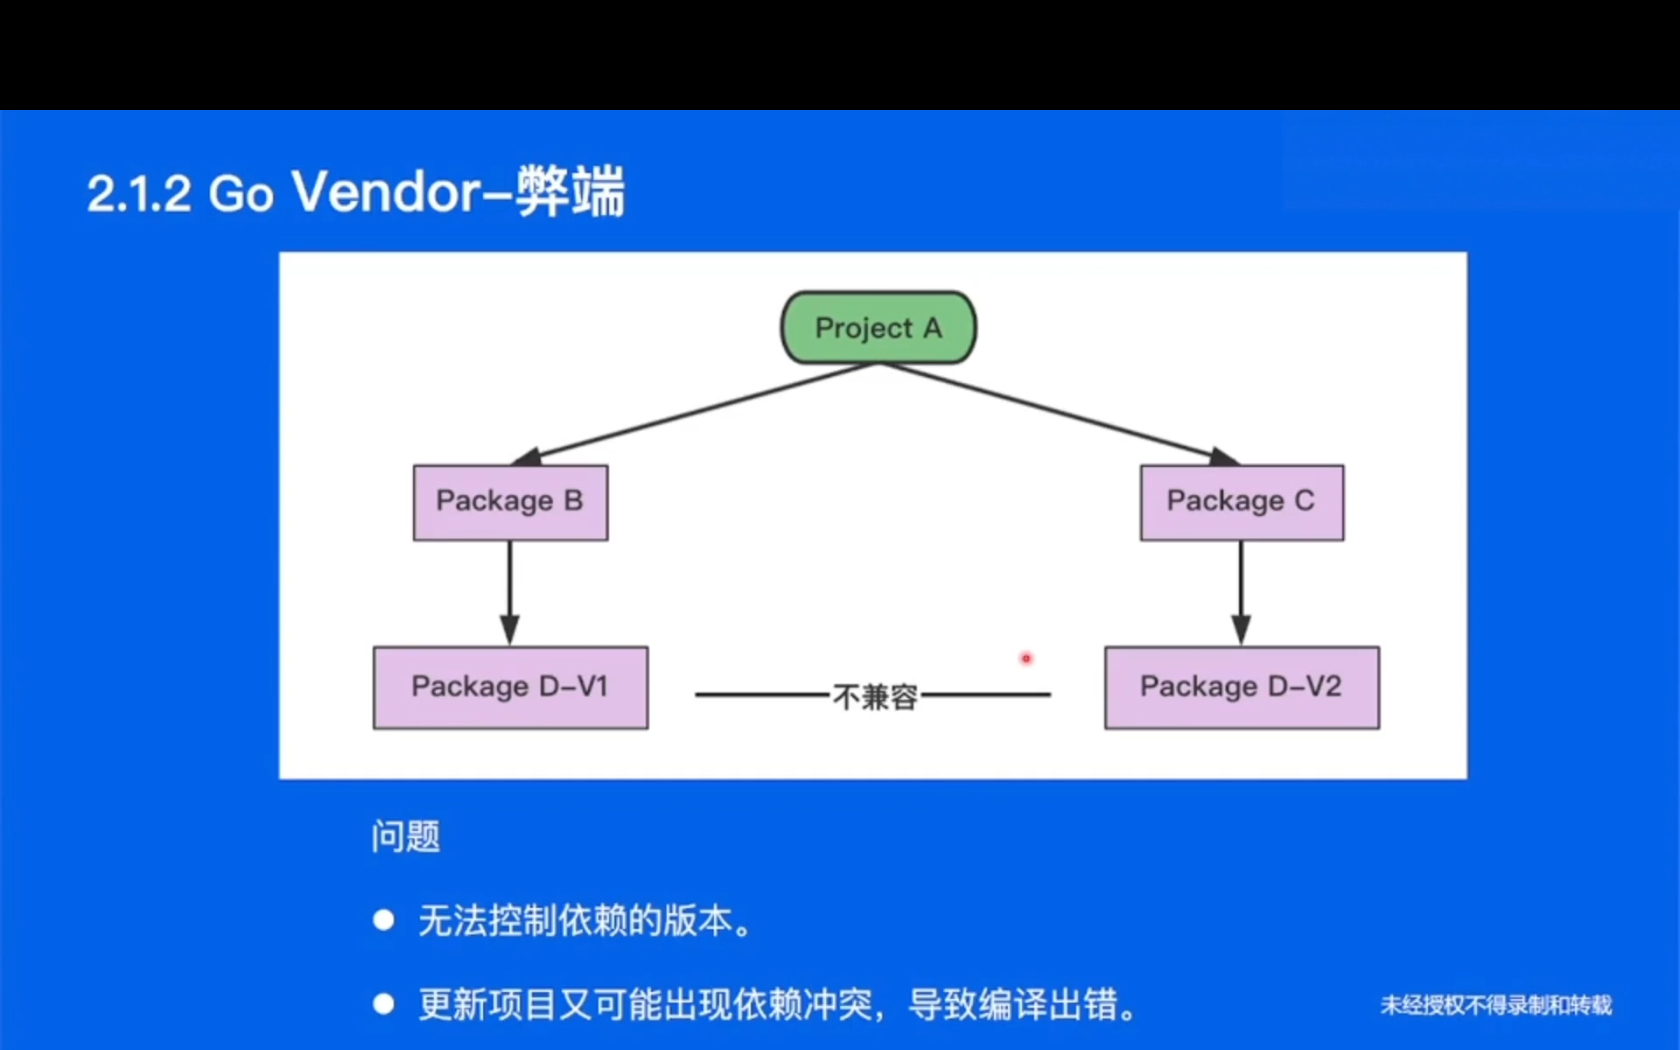 2.1.2 Go Vendor-弊端
Project A
Package B
Package C
Package D-V1
不兼容
Package D-V2
问题
● 无法控制依赖的版本。
● 更新项目又可能出现依赖冲突，导致编译出错。
未经授权不得录制和转载